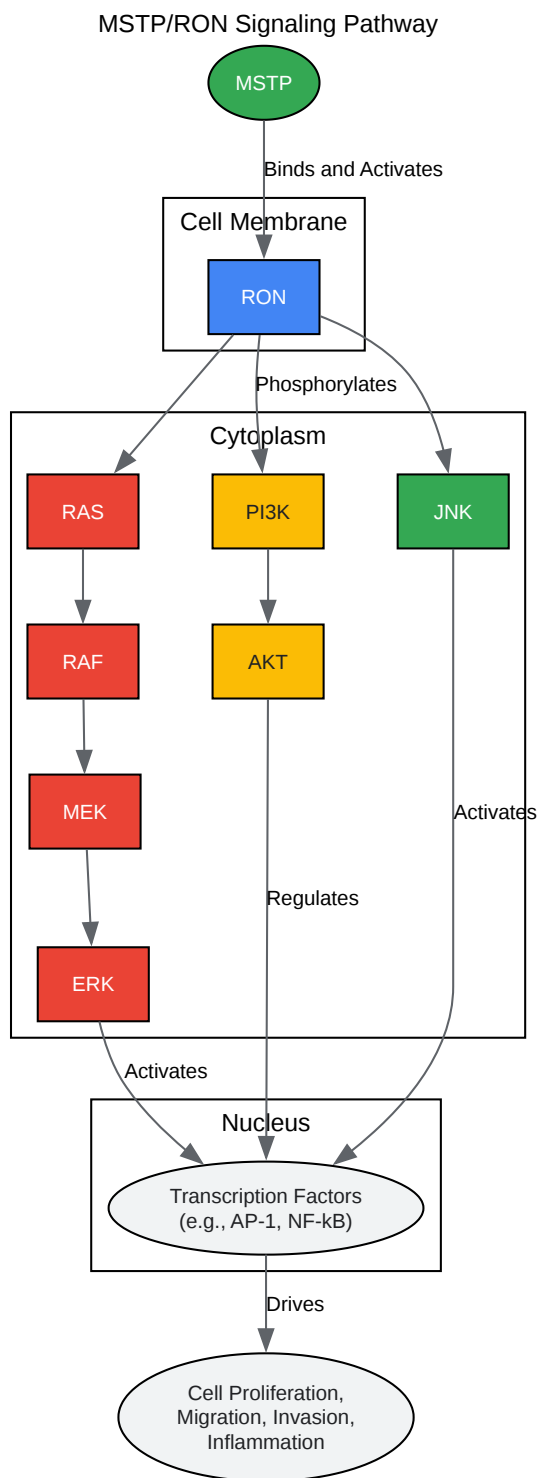 MSTP/RON Signaling Pathway
MSTP
Binds and Activates
Cell Membrane
RON
Phosphorylates
Cytoplasm
RAS
PI3K
JNK
RAF
AKT
MEK
Activates
Regulates
ERK
Activates
Nucleus
Transcription Factors
(e.g., AP-1, NF-kB)
Drives
Cell Proliferation,
Migration, Invasion,
Inflammation